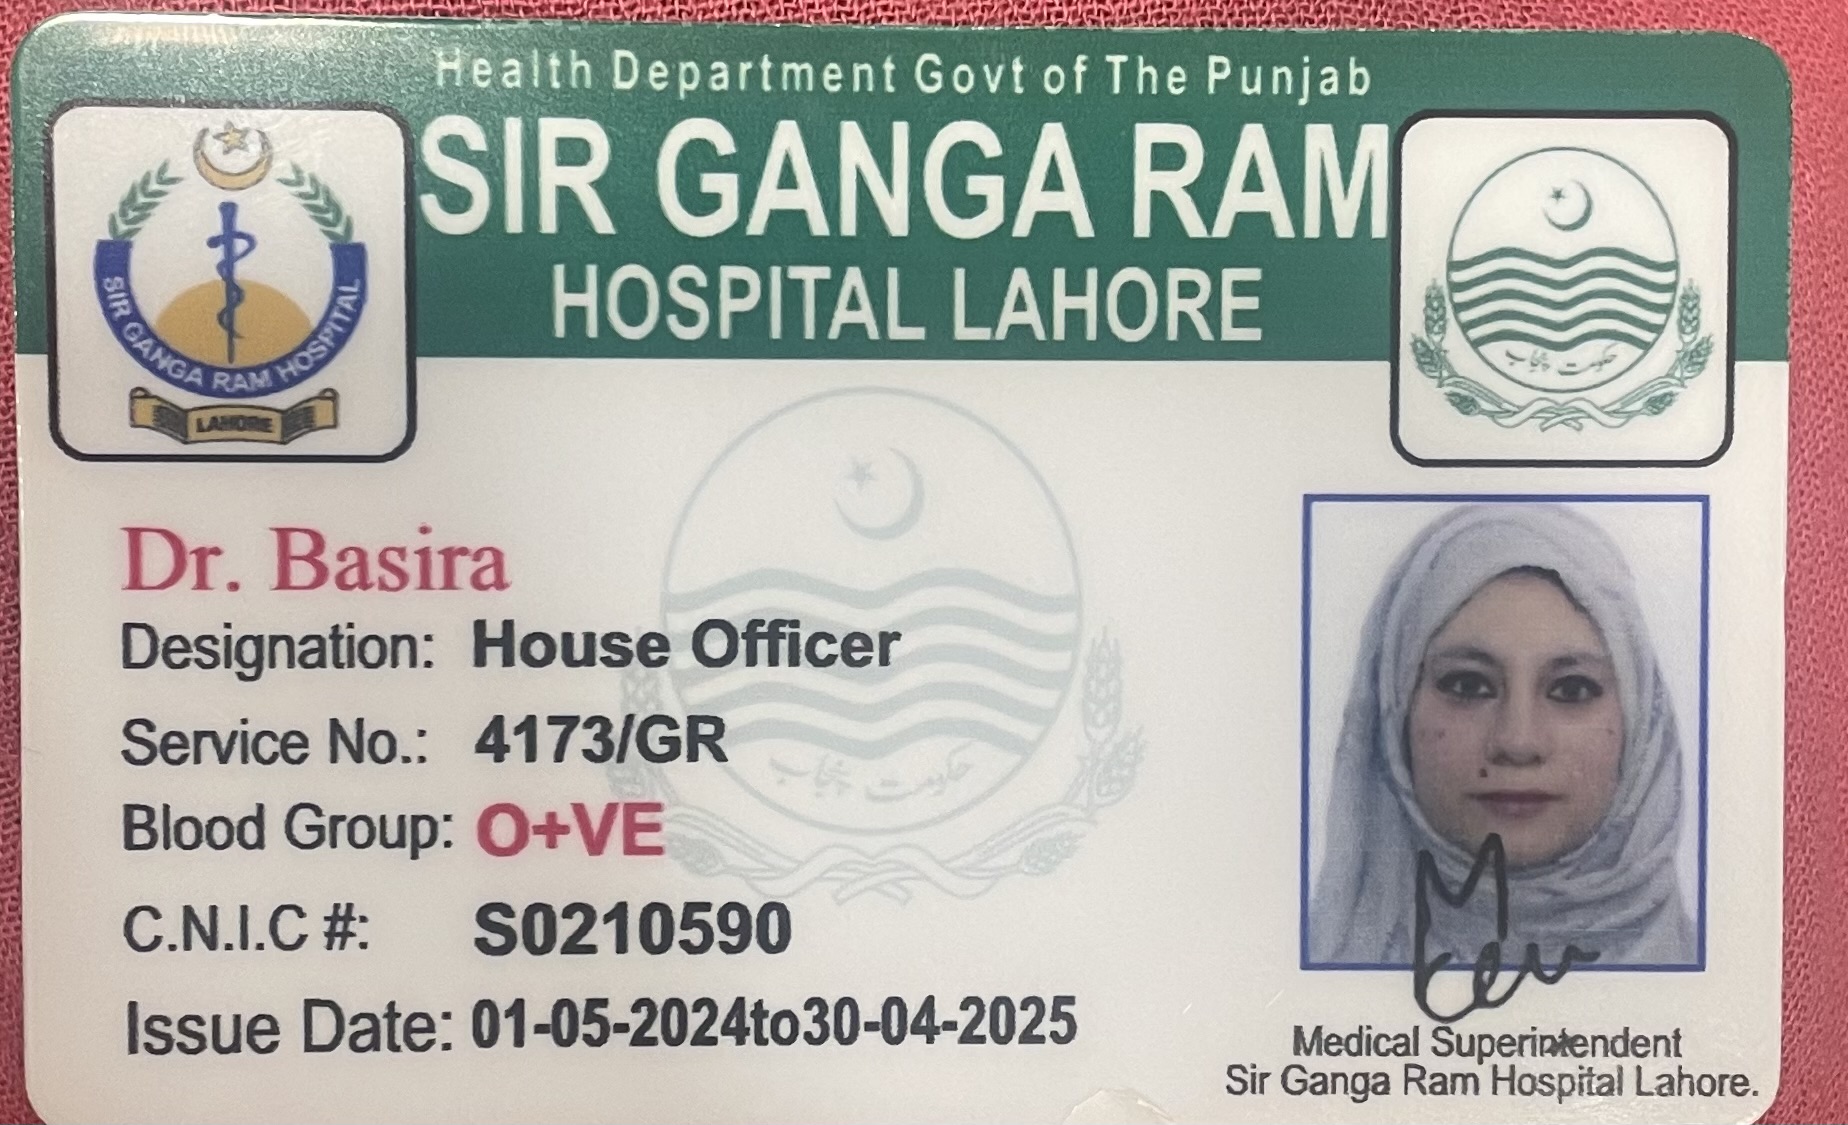 Health Department Govt of The Punjab
SIR GANGA RAM
HOSPITAL LAHORE
SIR GANGA RAM HOSPITAL
LAHORE
حکومت پنجاب
Dr. Basira
Designation: House Officer
Service No.: 4173/GR
حکومت پنجاب
Blood Group: O+VE
C.N.I.C #: S0210590
Issue Date: 01-05-2024to30-04-2025
Medical Superintendent
Sir Ganga Ram Hospital Lahore.